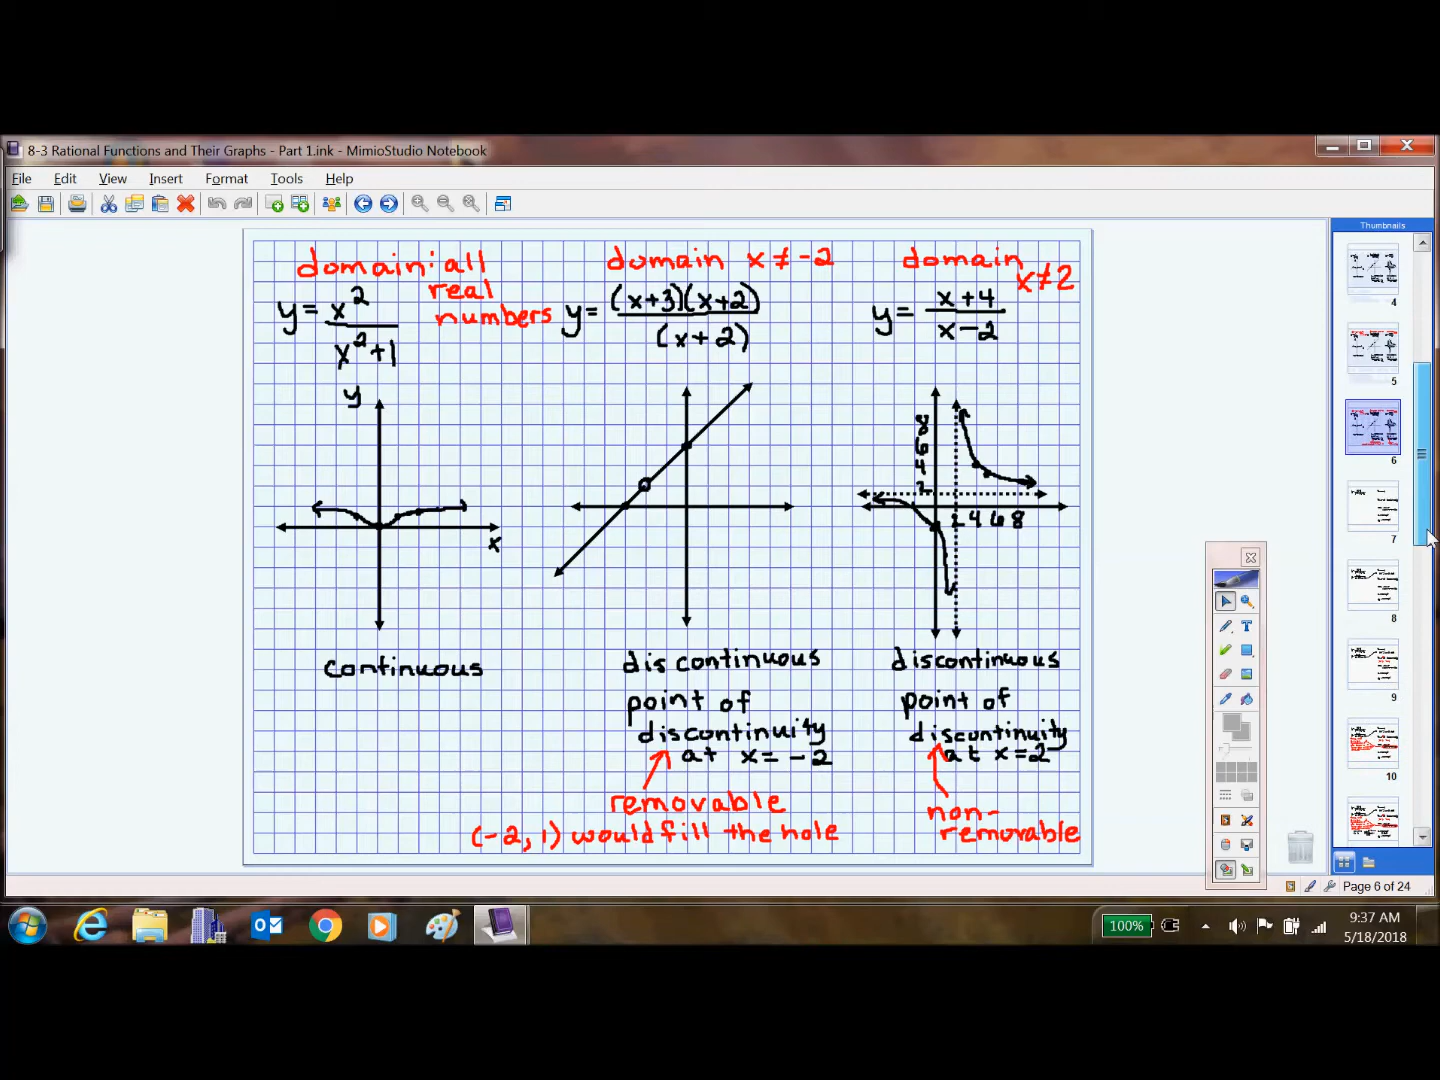 8-3 Rational Functions and Their Graphs - Part 1.ink - MimioStudio Notebook
File Edit View Insert Format Tools Help
Thumbnails
domain: all
real
numbers
y = x^2 / x^2+1
y
x
continuous
domain x ≠ -2
y = (x+3)(x+2) / (x+2)
discontinuous
point of
discontinuity
at x = -2
removable
(-2, 1) would fill the hole
domain
x≠2
y = x+4 / x-2
8
6
4
2
2 4 6 8
discontinuous
point of
discontinuity
at x=2
non-
removable
4
5
6
7
8
9
10
Page 6 of 24
100%
9:37 AM
5/18/2018